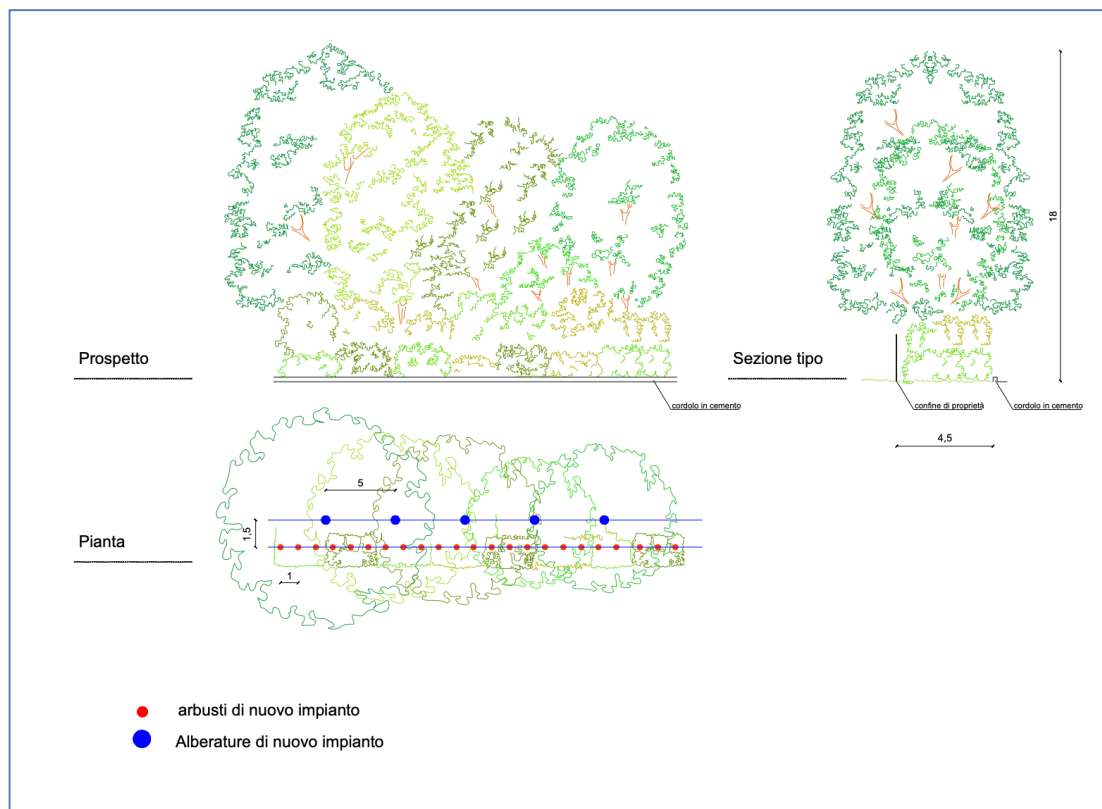 18
Prospetto
Sezione tipo
cordolo in cemento
confine di proprietà
cordolo in cemento
4,5
5
1,5
Pianta
1
arbusti di nuovo impianto
Alberature di nuovo impianto